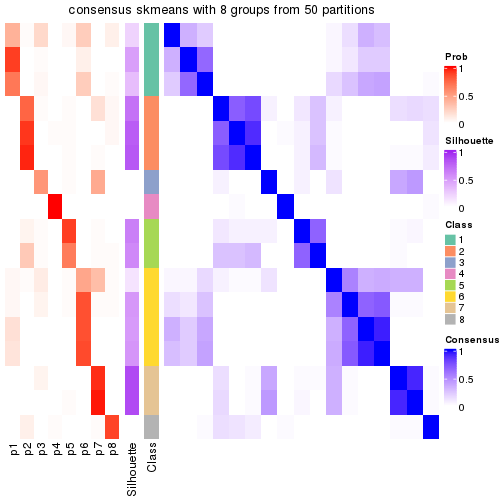 consensus skmeans with 8 groups from 50 partitions
Prob
1
0.5
0
Silhouette
1
0.5
0
Class
1
2
3
4
5
6
7
8
Consensus
1
0.5
0
p1
p2
p3
p4
p5
p6
p7
p8
Silhouette
Class